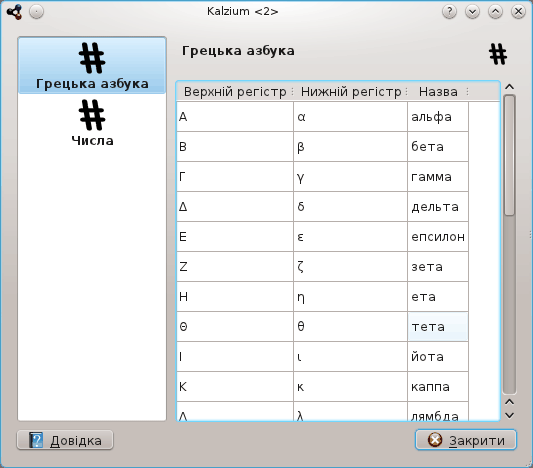 Kalzium <2>
Грецька азбука
Числа
Грецька азбука
Верхній регістр Нижній регістр Назва
Α α альфа
Β β бета
Γ γ гамма
Δ δ дельта
Ε ε епсилон
Ζ ζ зета
Η η ета
Θ θ тета
Ι ι йота
Κ κ каппа
Λ λ лямбда
Довідка Закрити